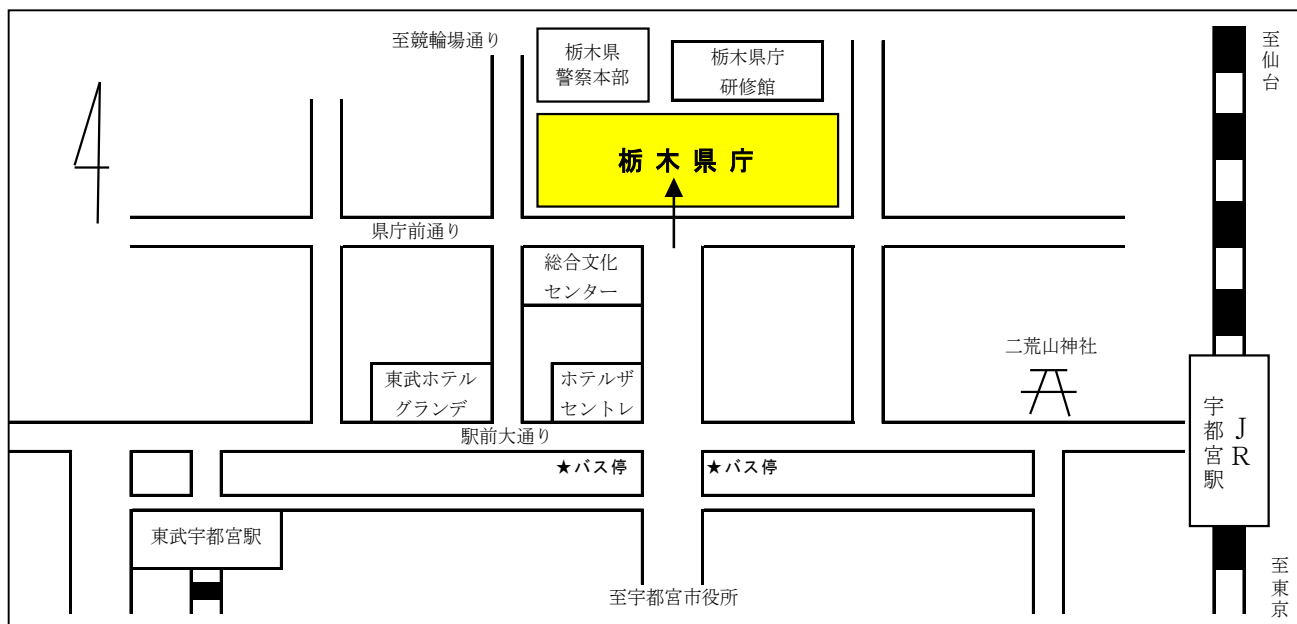 至競輪場通り
栃木県
警察本部
栃木県庁
研修館
至仙台
栃木県庁
県庁前通り
総合文化
センター
二荒山神社
東武ホテル
グランデ
ホテルザ
セントレ
宇都宮駅
JR
駅前大通り
★バス停
★バス停
東武宇都宮駅
至宇都宮市役所
至東京